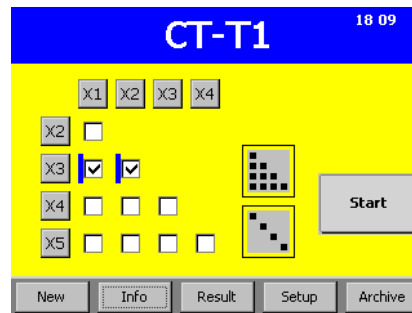 CT-T1 18 09
X1 X2 X3 X4
X2
X3
X4
X5
Start
New Info Result Setup Archive